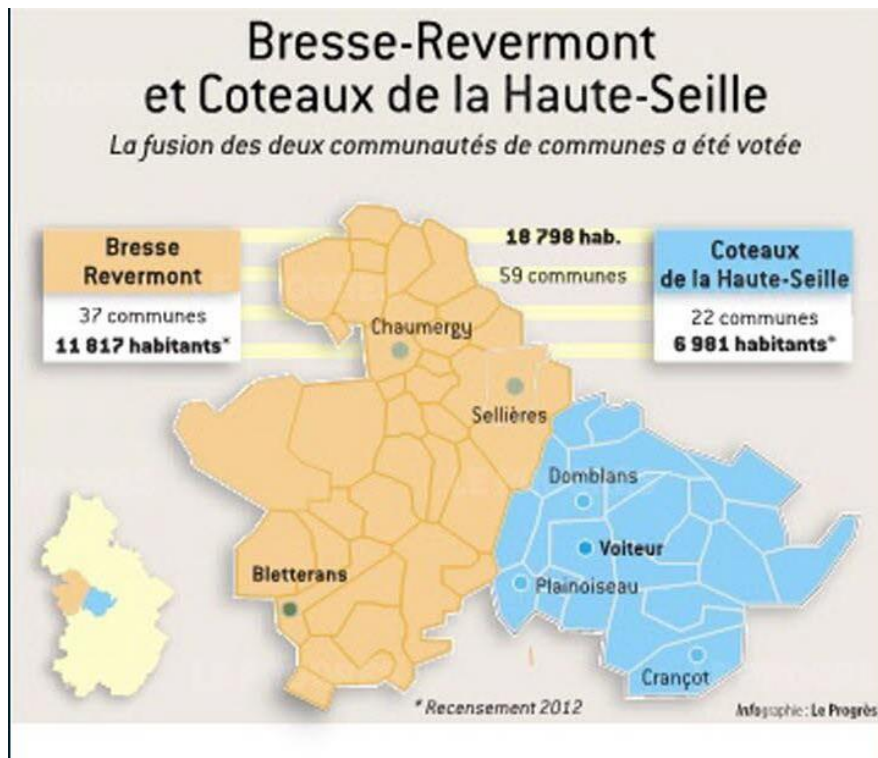 Bresse-Revermont
et Coteaux de la Haute-Seille
La fusion des deux communautés de communes a été votée
Bresse
Revermont
37 communes
11 817 habitants*
18 798 hab.
59 communes
Coteaux
de la Haute-Seille
22 communes
6 981 habitants*
Chaumergy
Sellières
Domblans
Voiteur
Bletterans
Plainoiseau
Crançot
* Recensement 2012
Infographie : Le Progrès